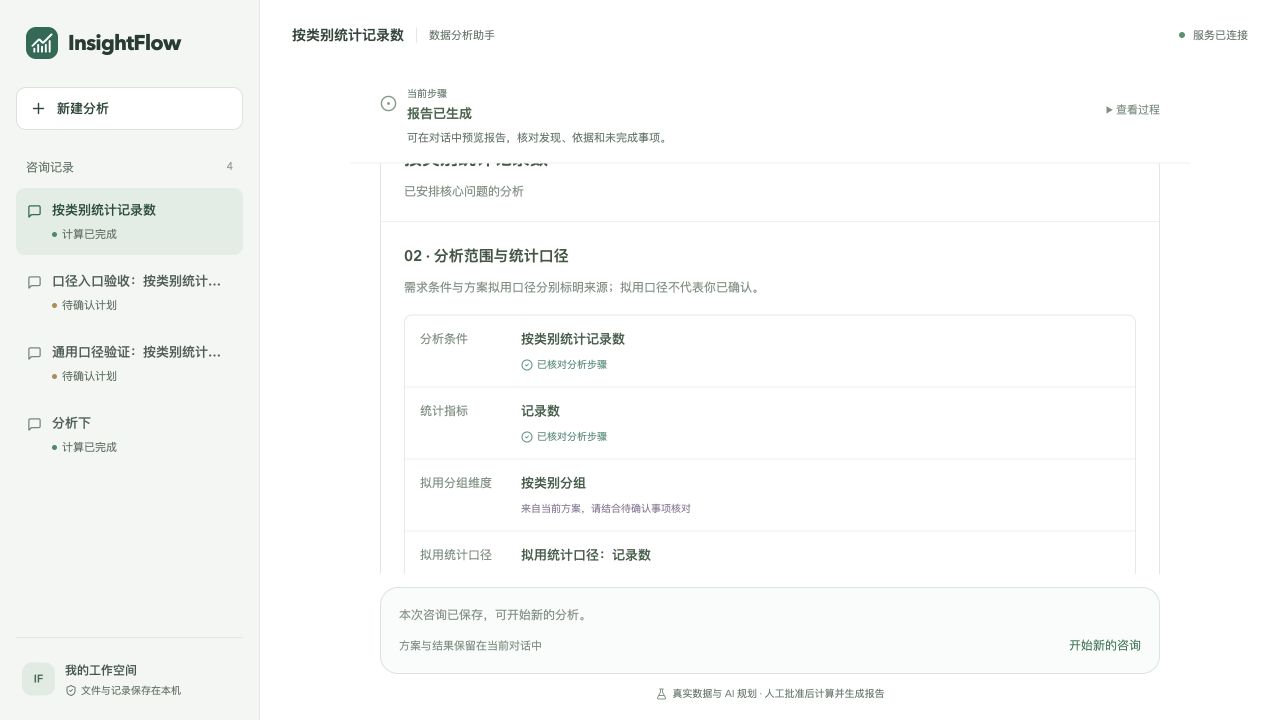 InsightFlow
新建分析
咨询记录 4
按类别统计记录数
计算已完成
口径入口验收：按类别统计…
待确认计划
通用口径验证：按类别统计…
待确认计划
分析下
计算已完成
IF
我的工作空间
文件与记录保存在本机
按类别统计记录数 数据分析助手
服务已连接
当前步骤
报告已生成
可在对话中预览报告，核对发现、依据和未完成事项。
查看过程
按类别统计记录数
已安排核心问题的分析
02 · 分析范围与统计口径
需求条件与方案拟用口径分别标明来源；拟用口径不代表你已确认。
分析条件 按类别统计记录数
已核对分析步骤
统计指标 记录数
已核对分析步骤
拟用分组维度 按类别分组
来自当前方案，请结合待确认事项核对
拟用统计口径 拟用统计口径：记录数
本次咨询已保存，可开始新的分析。
方案与结果保留在当前对话中
开始新的咨询
真实数据与 AI 规划 · 人工批准后计算并生成报告